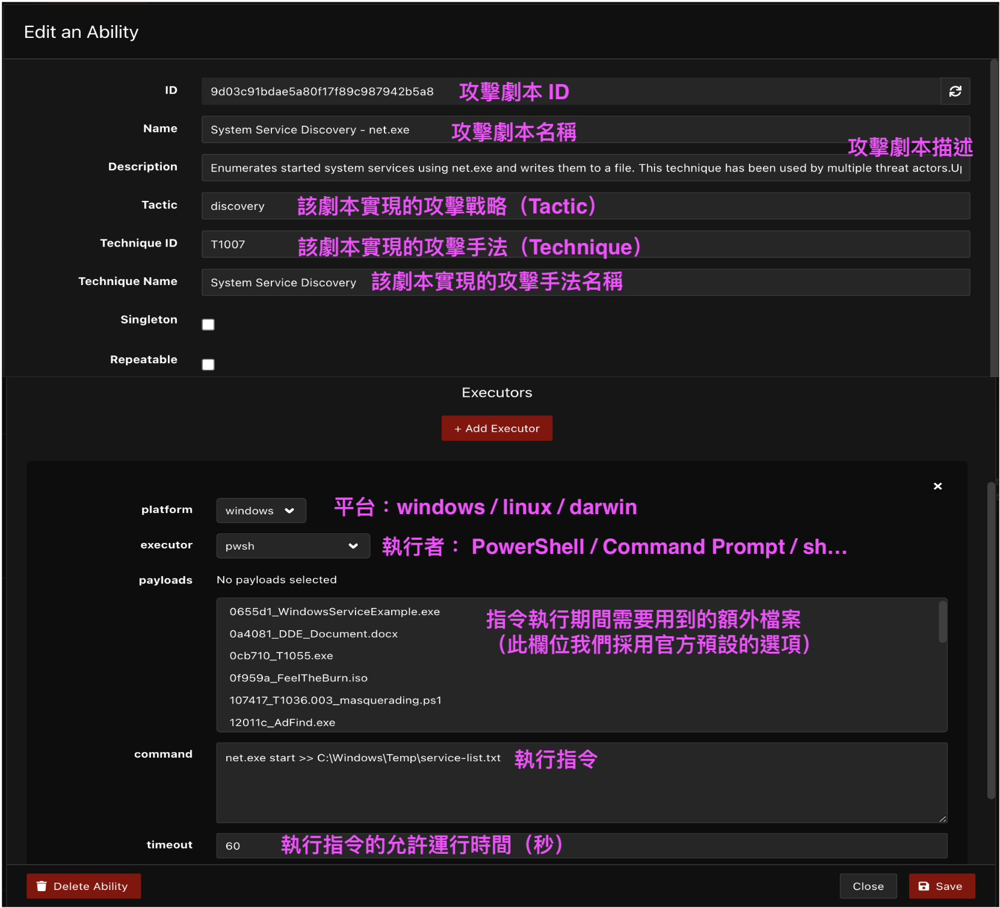 Edit an Ability
ID
9d03c91bdae5a80f17f89c987942b5a8
攻擊劇本 ID
Name
System Service Discovery - net.exe
攻擊劇本名稱
攻擊劇本描述
Description
Enumerates started system services using net.exe and writes them to a file. This technique has been used by multiple threat actors.Up
Tactic
discovery
該劇本實現的攻擊戰略（Tactic）
Technique ID
T1007
該劇本實現的攻擊手法（Technique）
Technique Name
System Service Discovery
該劇本實現的攻擊手法名稱
Singleton
Repeatable
Executors
+ Add Executor
platform
windows
平台：windows / linux / darwin
executor
pwsh
執行者： PowerShell / Command Prompt / sh...
payloads
No payloads selected
0655d1_WindowsServiceExample.exe
0a4081_DDE_Document.docx
0cb710_T1055.exe
0f959a_FeelTheBurn.iso
107417_T1036.003_masquerading.ps1
12011c_AdFind.exe
指令執行期間需要用到的額外檔案
（此欄位我們採用官方預設的選項）
command
net.exe start >> C:\Windows\Temp\service-list.txt
執行指令
timeout
60
執行指令的允許運行時間（秒）
Delete Ability
Close
Save